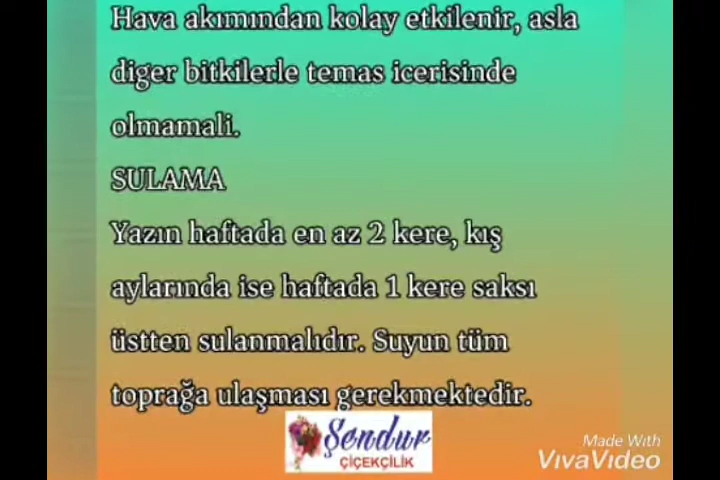 Hava akımından kolay etkilenir, asla
diger bitkilerle temas icerisinde
olmamali.
SULAMA
Yazın haftada en az 2 kere, kış
aylarında ise haftada 1 kere saksı
üstten sulanmalıdır. Suyun tüm
toprağa ulaşması gerekmektedir.
Şendur
ÇİÇEKÇİLİK
Made With
VivaVideo